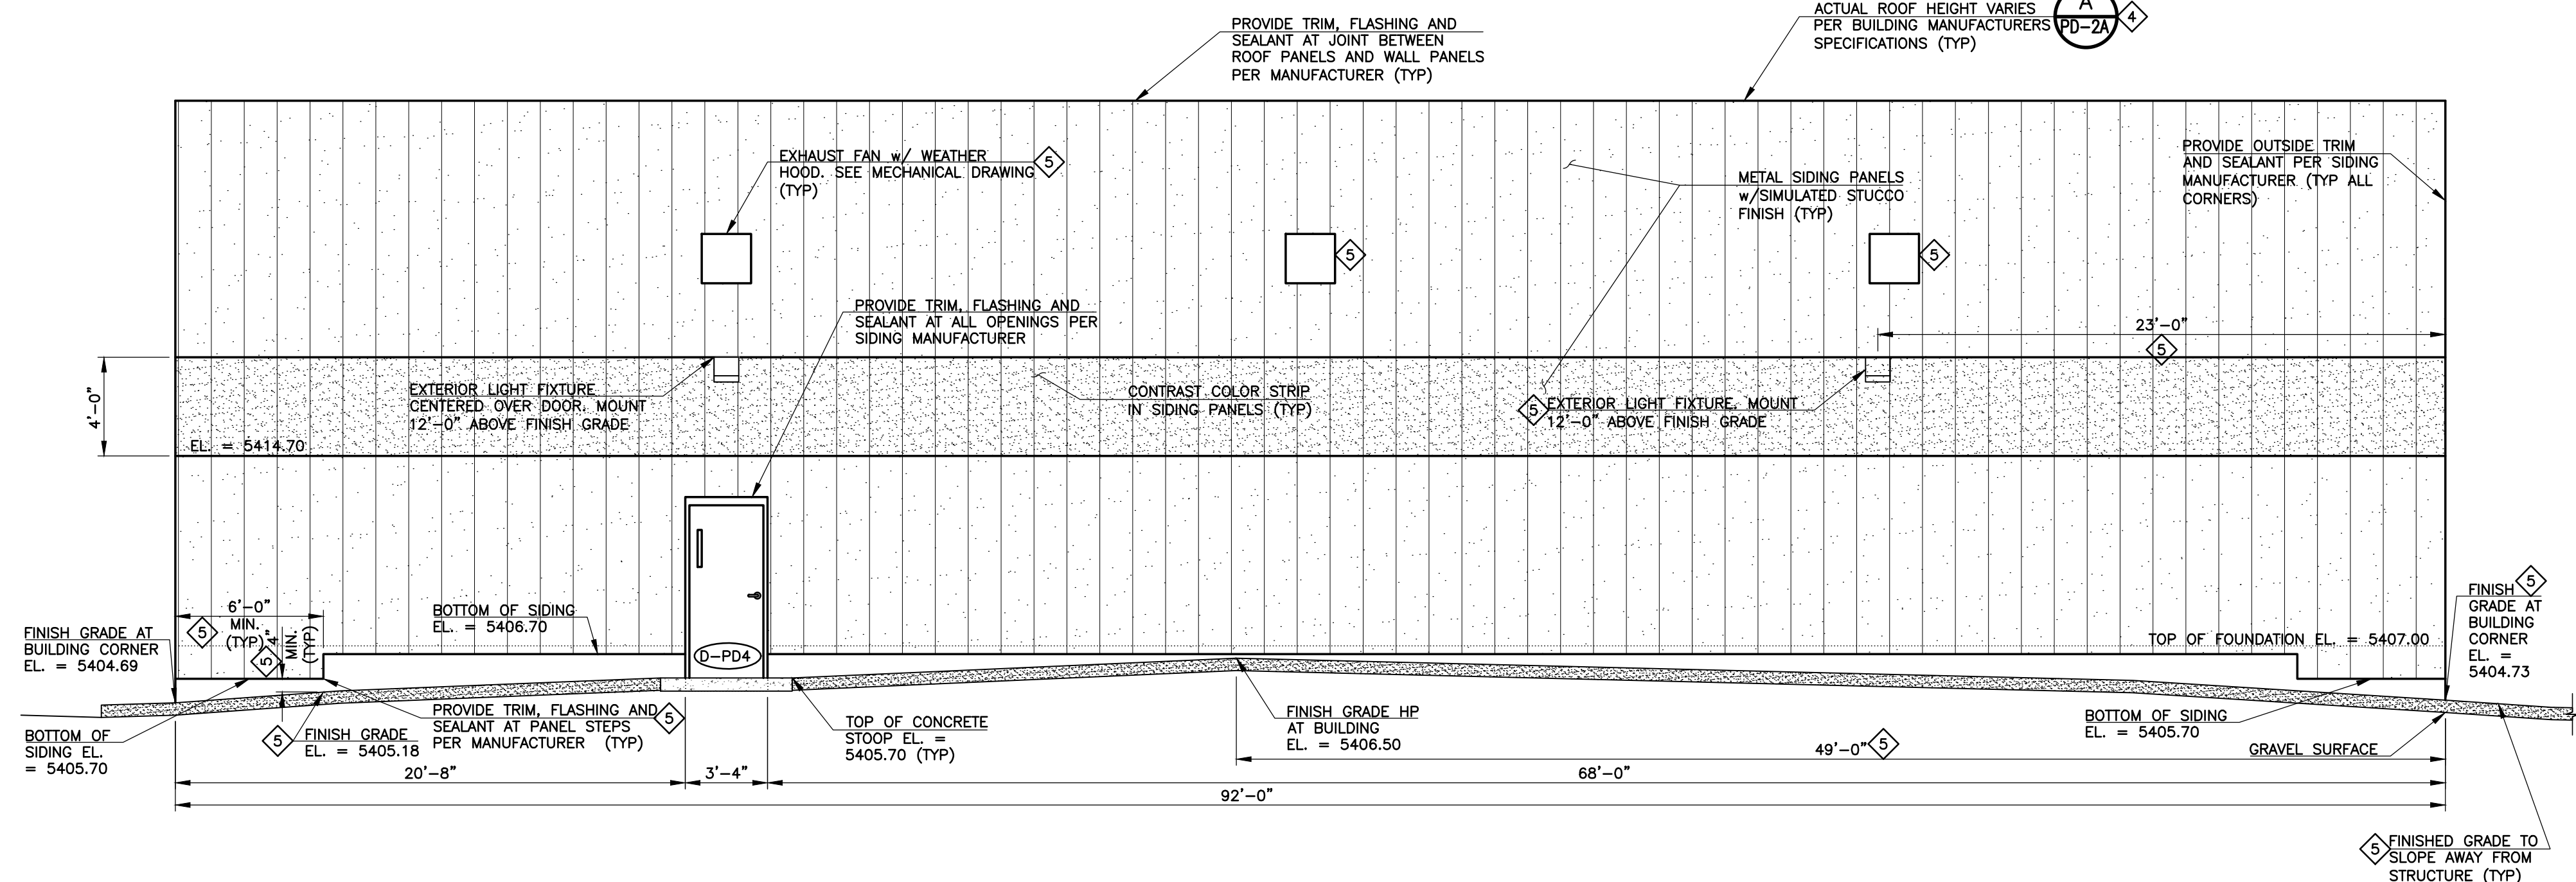 PROVIDE TRIM, FLASHING AND
SEALANT AT JOINT BETWEEN
ROOF PANELS AND WALL PANELS
PER MANUFACTURER (TYP)
ACTUAL ROOF HEIGHT VARIES
PER BUILDING MANUFACTURERS
SPECIFICATIONS (TYP)
A
PD-2A
4
EXHAUST FAN w/ WEATHER
HOOD. SEE MECHANICAL DRAWING
(TYP)
5
METAL SIDING PANELS
w/SIMULATED STUCCO
FINISH (TYP)
PROVIDE OUTSIDE TRIM
AND SEALANT PER SIDING
MANUFACTURER (TYP ALL
CORNERS)
5
5
PROVIDE TRIM, FLASHING AND
SEALANT AT ALL OPENINGS PER
SIDING MANUFACTURER
23'-0"
5
4'-0"
EXTERIOR LIGHT FIXTURE
CENTERED OVER DOOR. MOUNT
12'-0" ABOVE FINISH GRADE
CONTRAST COLOR STRIP
IN SIDING PANELS (TYP)
5
EXTERIOR LIGHT FIXTURE. MOUNT
12'-0" ABOVE FINISH GRADE
EL. = 5414.70
FINISH GRADE AT
BUILDING CORNER
EL. = 5404.69
6'-0"
MIN.
(TYP)
5
4"
MIN.
(TYP)
5
BOTTOM OF SIDING
EL. = 5406.70
D-PD4
TOP OF FOUNDATION EL. = 5407.00
FINISH
GRADE AT
BUILDING
CORNER
EL. =
5404.73
5
BOTTOM OF
SIDING EL.
= 5405.70
5
FINISH GRADE
EL. = 5405.18
PROVIDE TRIM, FLASHING AND
SEALANT AT PANEL STEPS
PER MANUFACTURER (TYP)
5
TOP OF CONCRETE
STOOP EL. =
5405.70 (TYP)
FINISH GRADE HP
AT BUILDING
EL. = 5406.50
BOTTOM OF SIDING
EL. = 5405.70
GRAVEL SURFACE
49'-0"
5
20'-8"
3'-4"
68'-0"
92'-0"
5
FINISHED GRADE TO
SLOPE AWAY FROM
STRUCTURE (TYP)